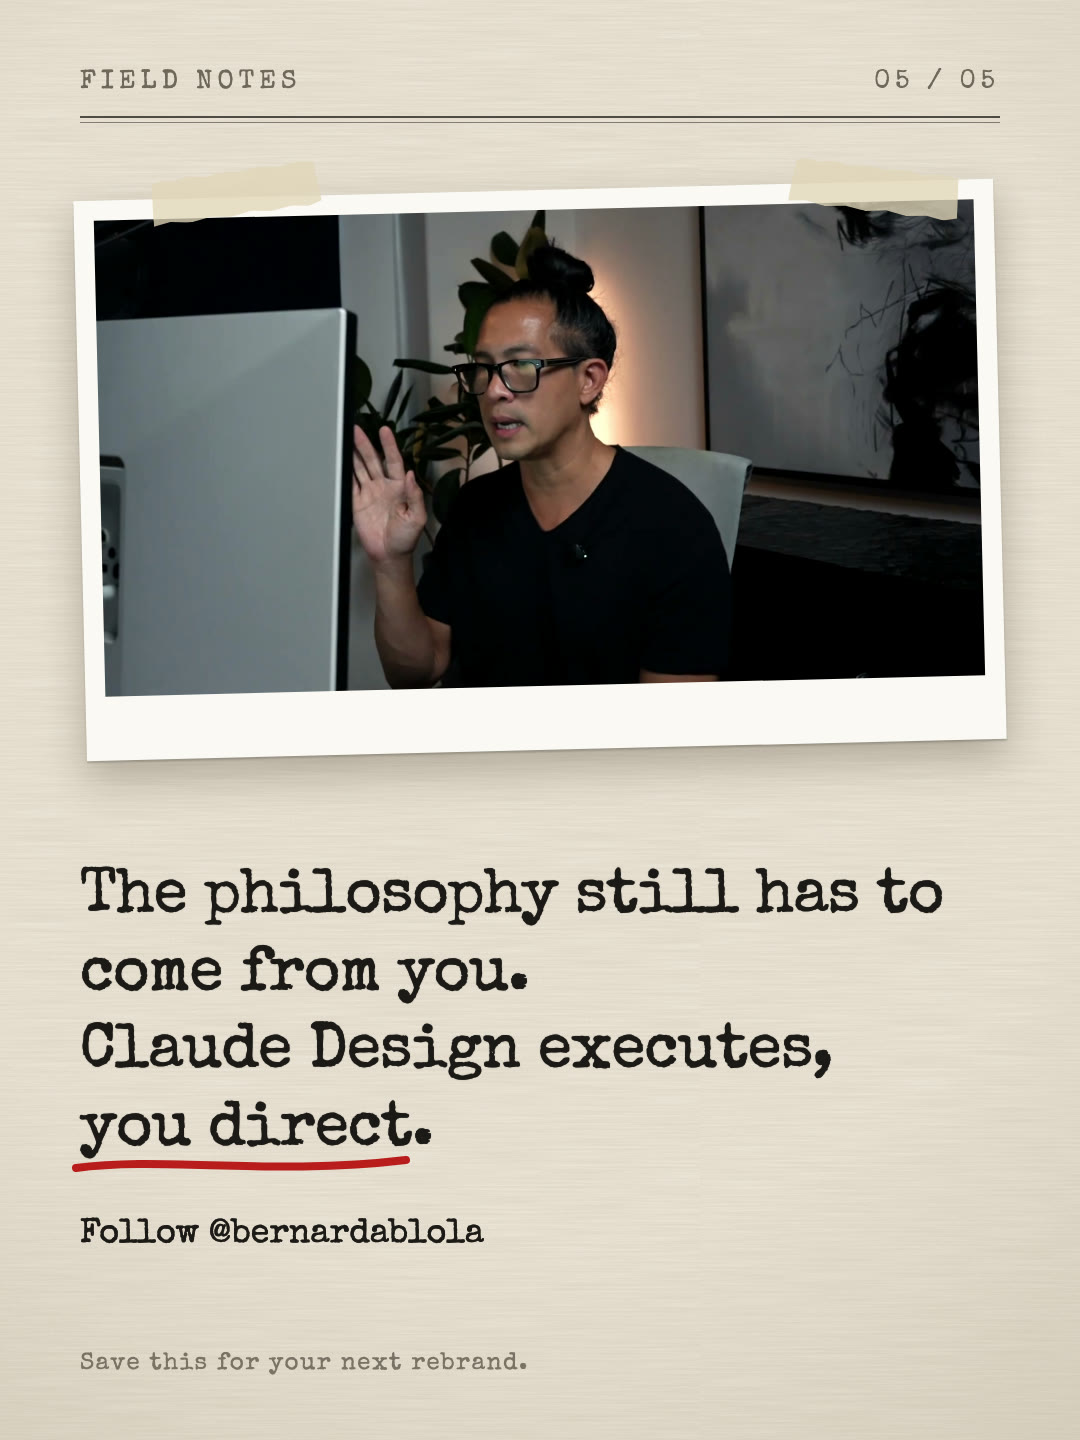 FIELD NOTES
05 / 05
The philosophy still has to
come from you.
Claude Design executes,
you direct.
Follow @bernardablola
Save this for your next rebrand.